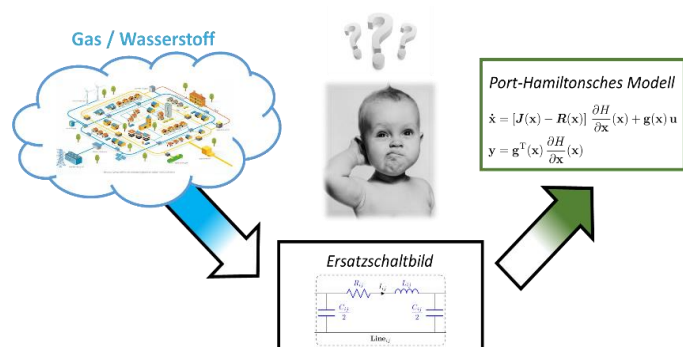 Gas / Wasserstoff
? ? ?
Port-Hamiltonsches Modell
ẋ = [J(x) − R(x)] ∂H/∂x (x) + g(x) u
y = gᵀ(x) ∂H/∂x (x)
Ersatzschaltbild
R_ij i_ij L_ij
C_ij/2 C_ij/2
Line_ij